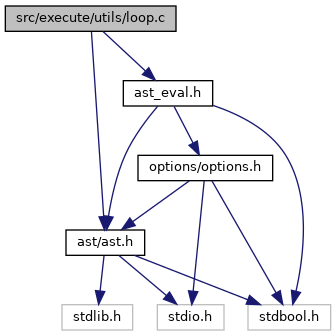 src/execute/utils/loop.c
ast_eval.h
options/options.h
ast/ast.h
stdlib.h
stdio.h
stdbool.h